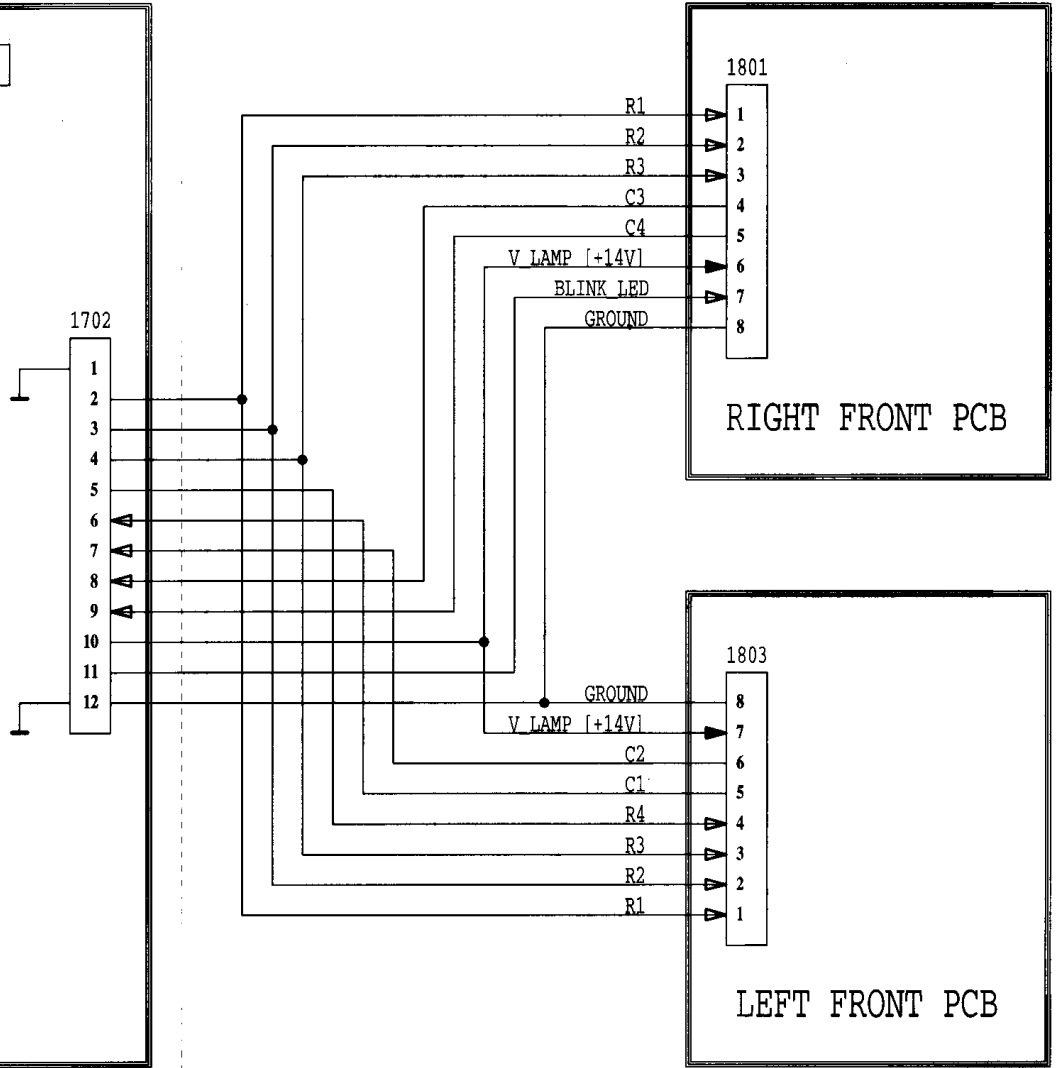 1801
R1 1
R2 2
R3 3
C3 4
C4 5
V_LAMP [+14V] 6
BLINK_LED 7
GROUND 8
RIGHT FRONT PCB
1702
1
2
3
4
5
6
7
8
9
10
11
12
1803
GROUND 8
V_LAMP [+14V] 7
C2 6
C1 5
R4 4
R3 3
R2 2
R1 1
LEFT FRONT PCB